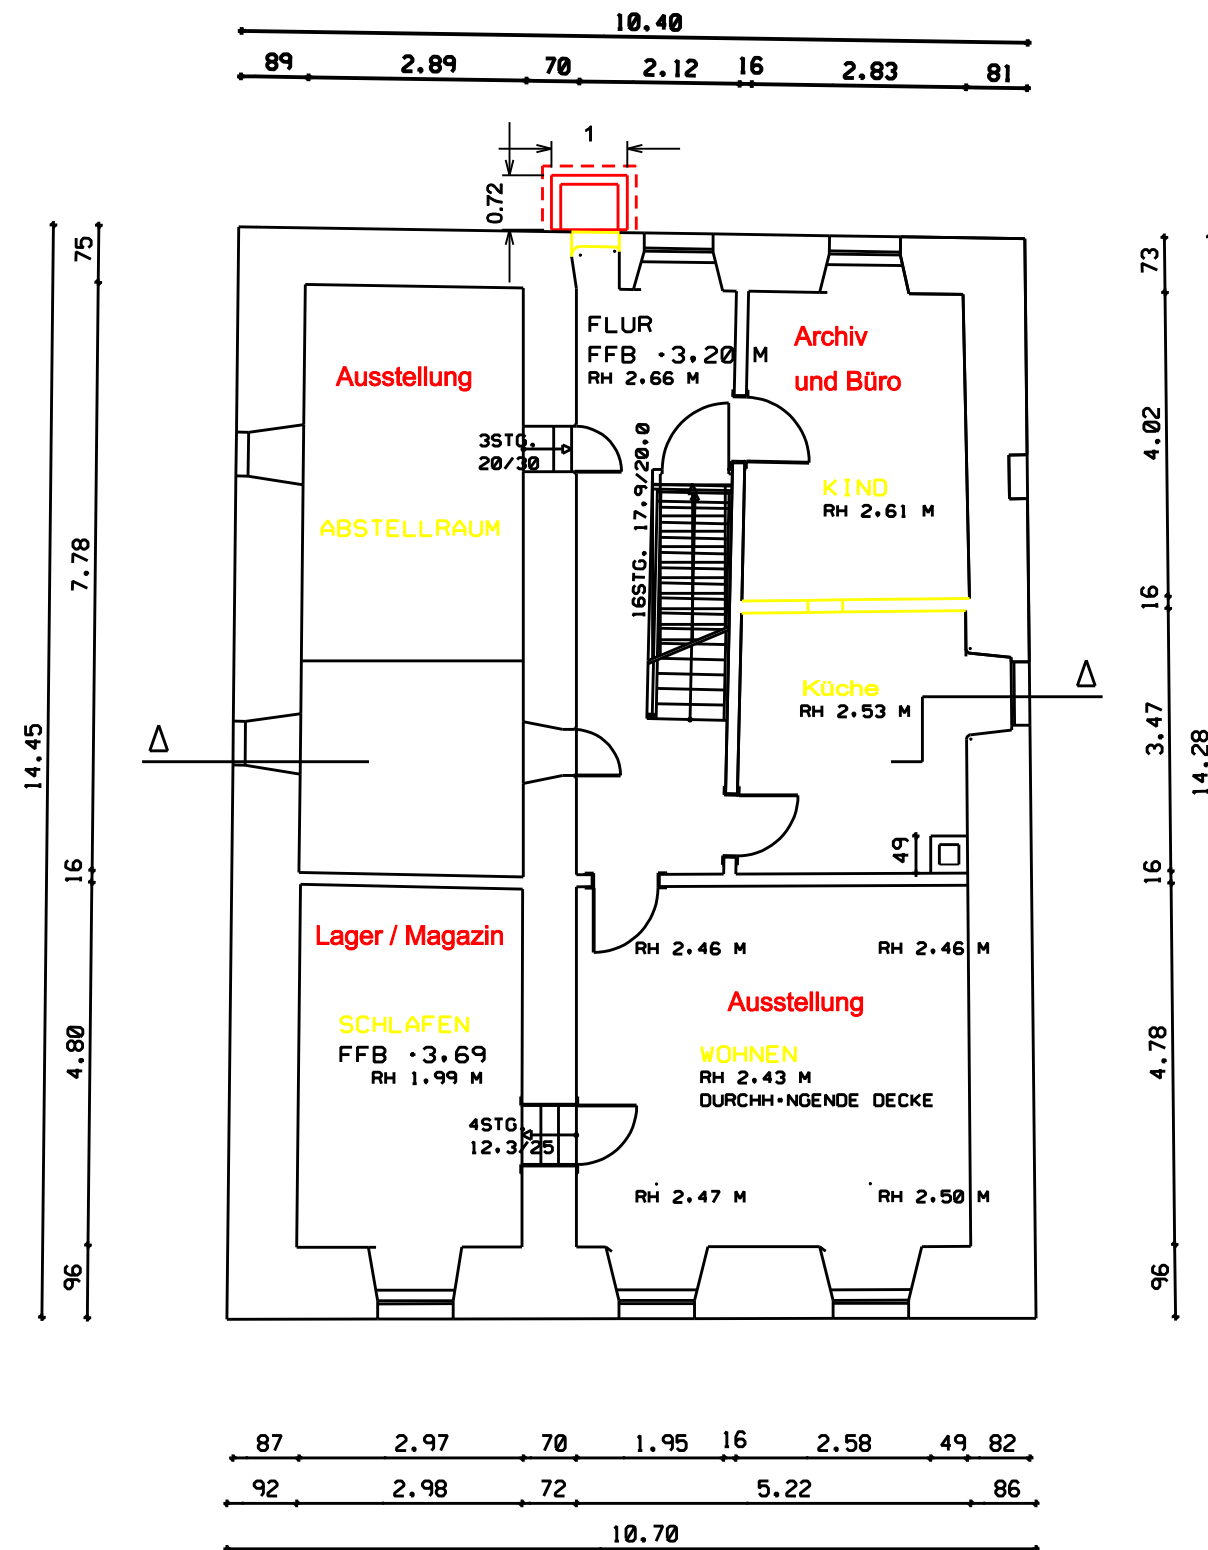 10.40
89 2.89 70 2.12 16 2.83 81
1
0.72
75
7.78
16
4.80
96
14.45
73
4.02
16
3.47
16
4.78
96
14.28
FLUR
FFB ·3.20 M
RH 2.66 M
Archiv
und Büro
Ausstellung
3STG.
20/30
16STG. 17.9/20.0
KIND
RH 2.61 M
ABSTELLRAUM
Küche
RH 2.53 M
49
Lager / Magazin
RH 2.46 M RH 2.46 M
Ausstellung
SCHLAFEN
FFB ·3.69
RH 1.99 M
WOHNEN
RH 2.43 M
DURCHH·NGENDE DECKE
4STG.
12.3/25
RH 2.47 M RH 2.50 M
87 2.97 70 1.95 16 2.58 49 82
92 2.98 72 5.22 86
10.70